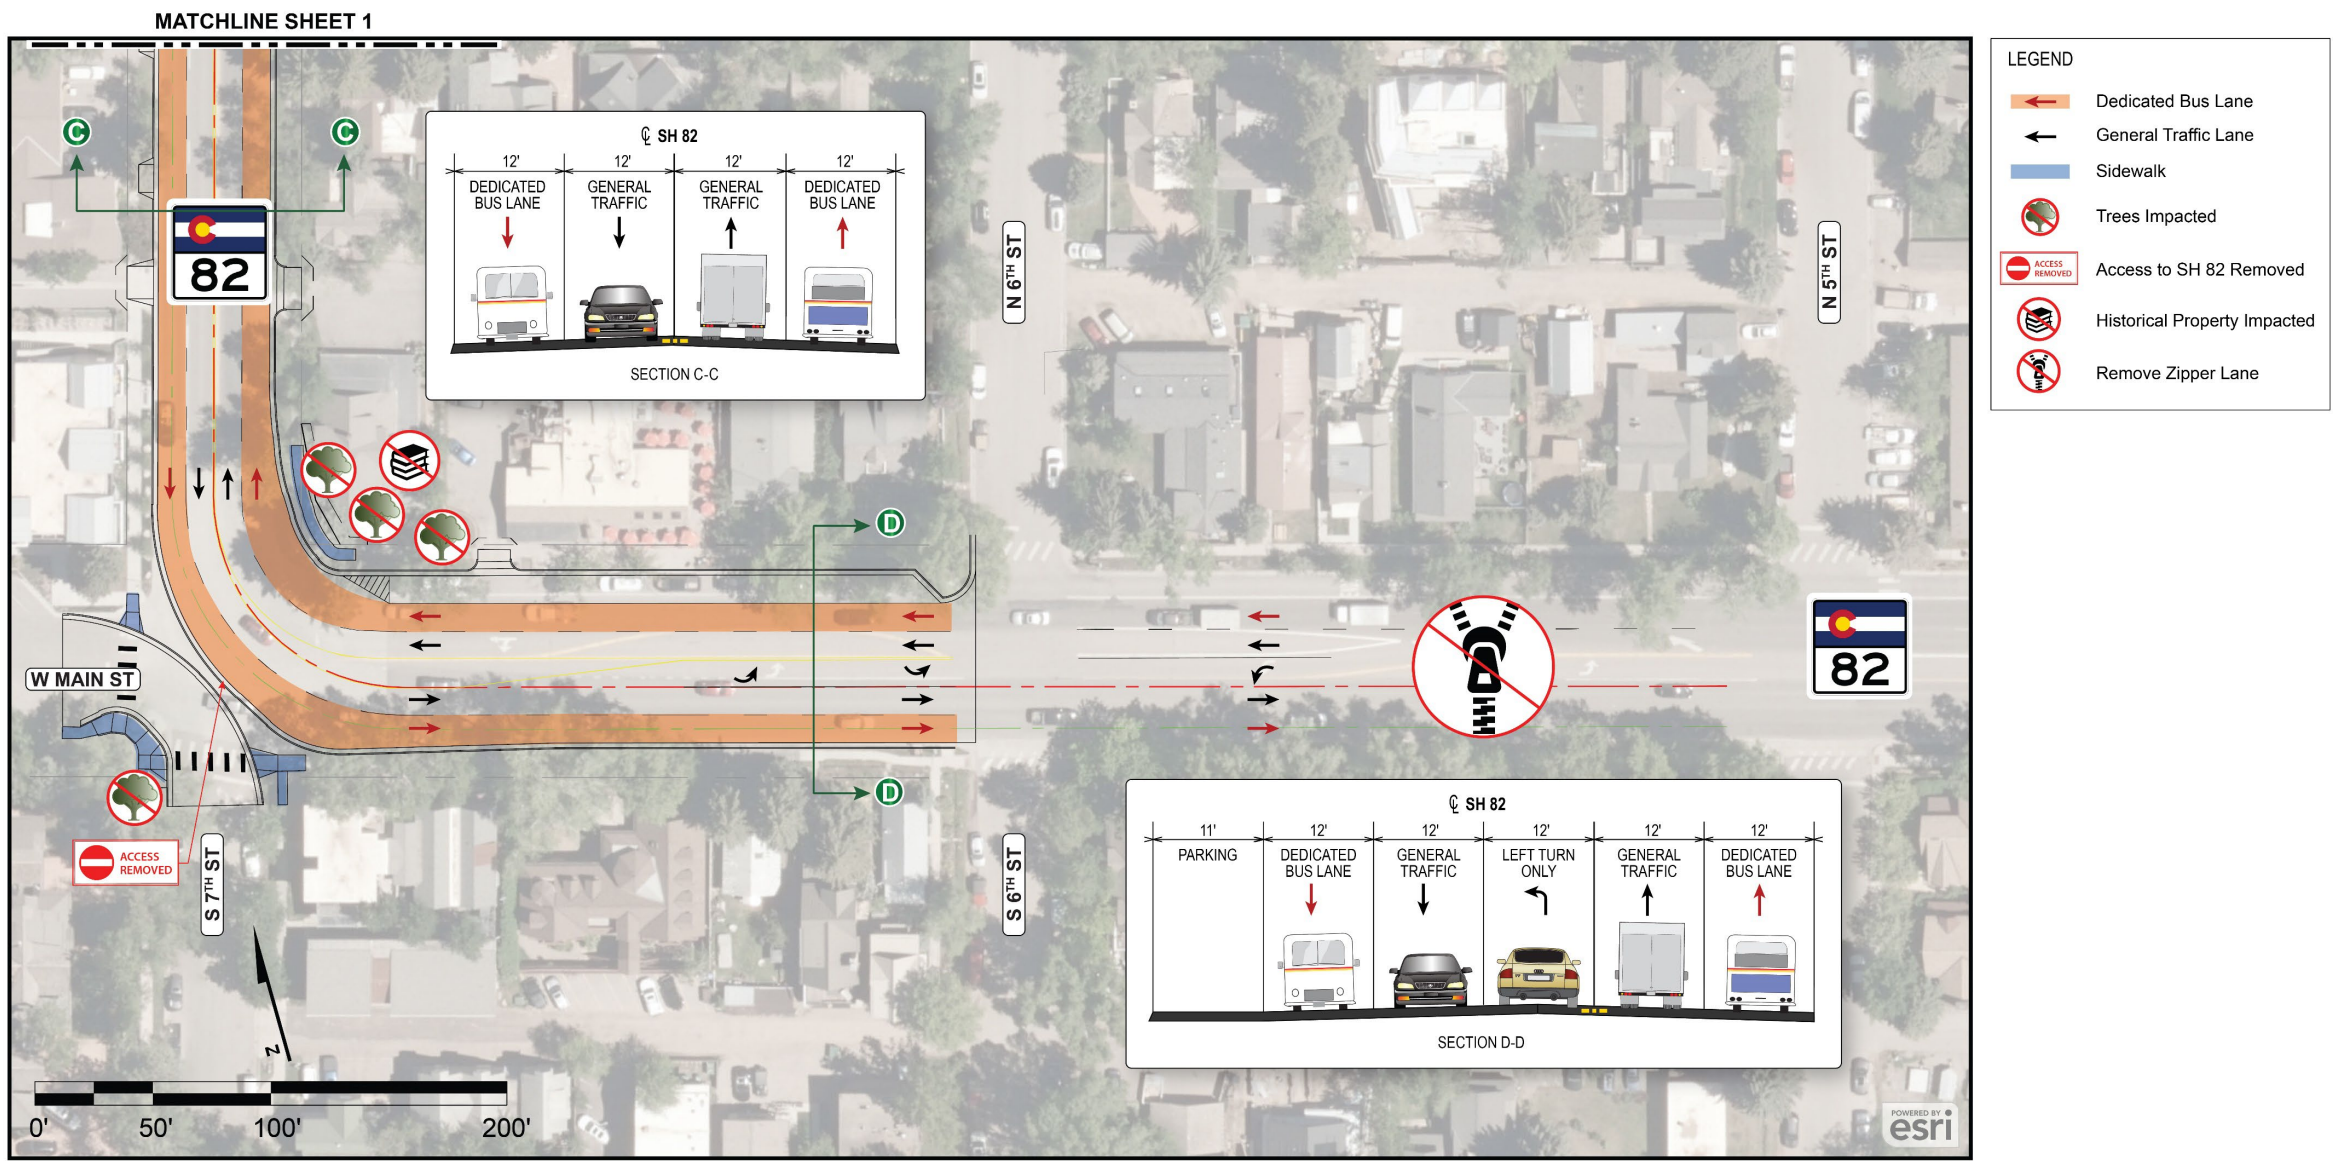 MATCHLINE SHEET 1
LEGEND
Dedicated Bus Lane
General Traffic Lane
Sidewalk
Trees Impacted
ACCESS
REMOVED
Access to SH 82 Removed
Historical Property Impacted
Remove Zipper Lane
C
C
82
℄ SH 82
12' 12' 12' 12'
DEDICATED
BUS LANE
GENERAL
TRAFFIC
GENERAL
TRAFFIC
DEDICATED
BUS LANE
SECTION C-C
N 6TH ST
N 5TH ST
D
D
82
W MAIN ST
ACCESS
REMOVED
S 7TH ST
S 6TH ST
℄ SH 82
11' 12' 12' 12' 12' 12'
PARKING
DEDICATED
BUS LANE
GENERAL
TRAFFIC
LEFT TURN
ONLY
GENERAL
TRAFFIC
DEDICATED
BUS LANE
SECTION D-D
N
0' 50' 100' 200'
POWERED BY
esri